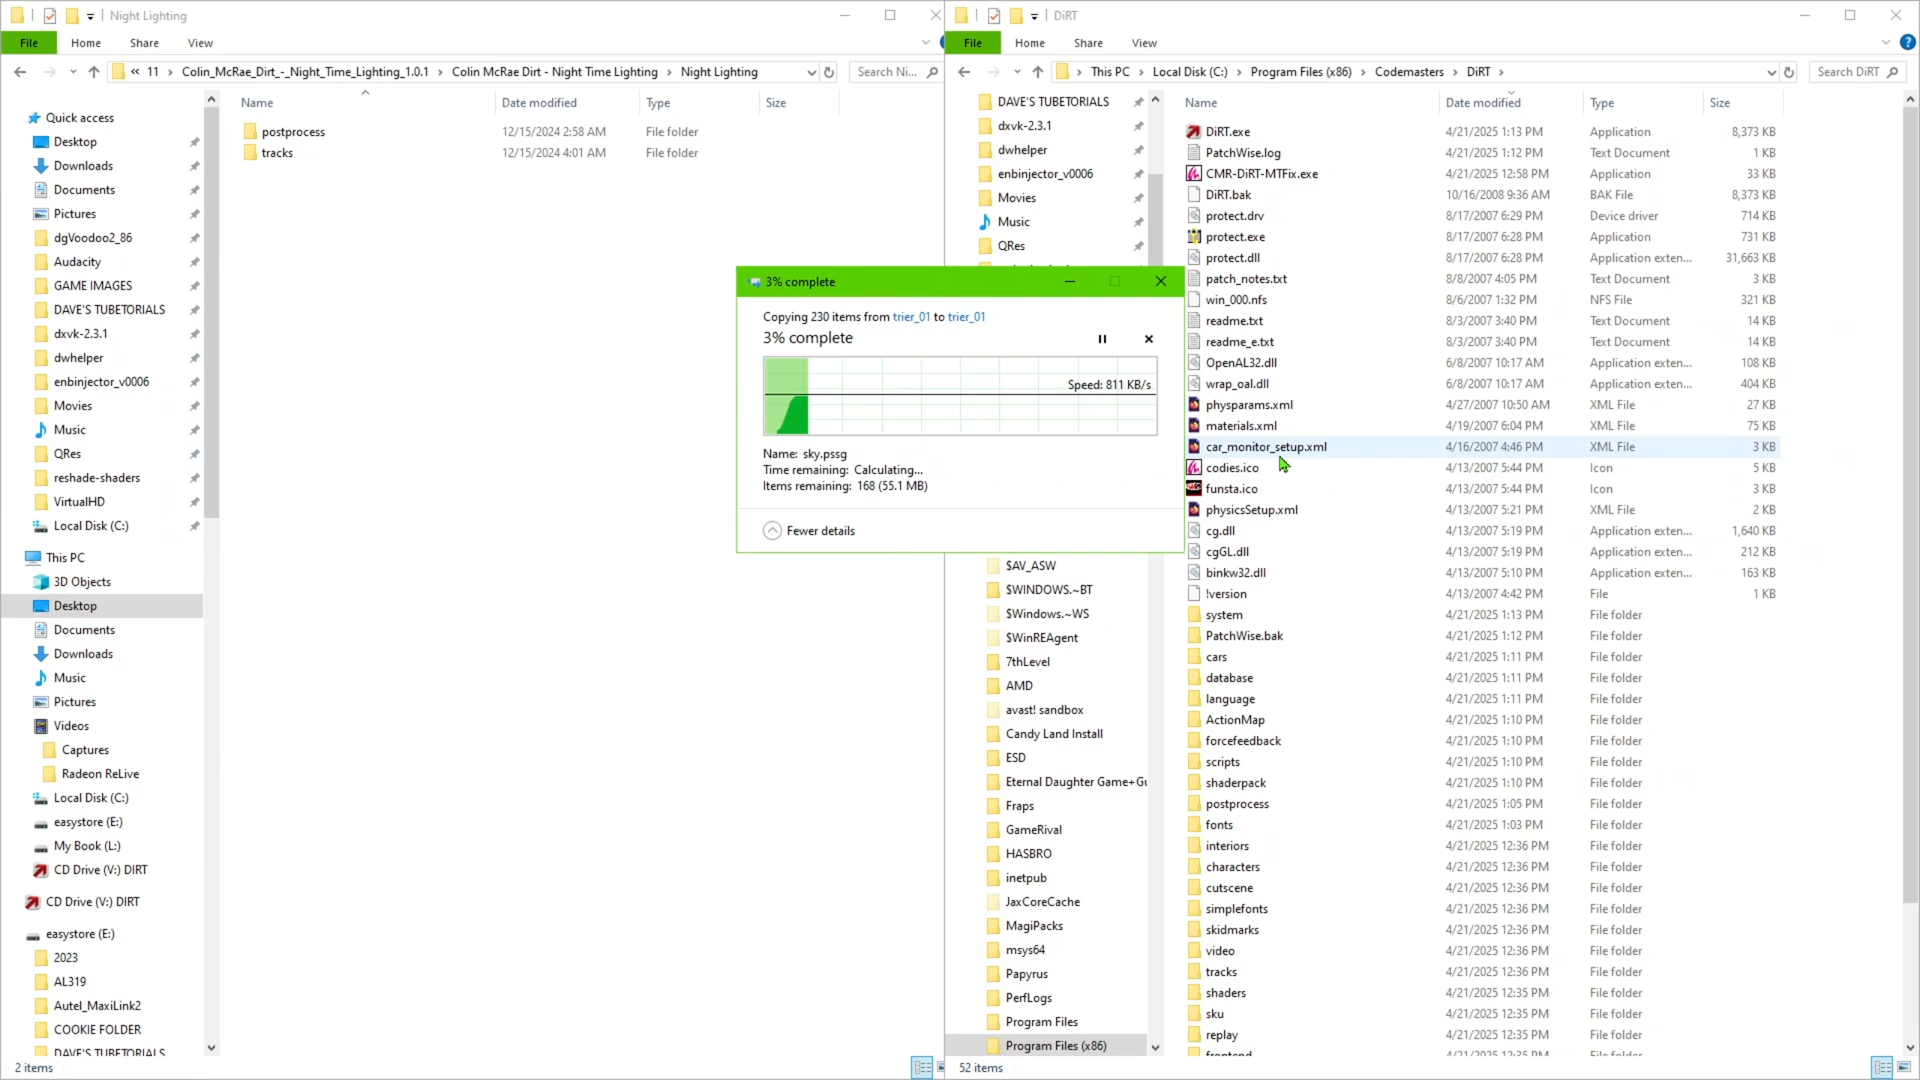 Night Lighting
File
Home
Share
View
«
11
Colin_McRae_Dirt_-_Night_Time_Lighting_1.0.1
Colin McRae Dirt - Night Time Lighting
Night Lighting
Search Ni...
Quick access
Desktop
Downloads
Documents
Pictures
dgVoodoo2_86
Audacity
GAME IMAGES
DAVE'S TUBETORIALS
dxvk-2.3.1
dwhelper
enbinjector_v0006
Movies
Music
QRes
reshade-shaders
VirtualHD
Local Disk (C:)
This PC
3D Objects
Desktop
Documents
Downloads
Music
Pictures
Videos
Captures
Radeon ReLive
Local Disk (C:)
easystore (E:)
My Book (L:)
CD Drive (V:) DIRT
CD Drive (V:) DIRT
easystore (E:)
2023
AL319
Autel_MaxiLink2
COOKIE FOLDER
DAVE'S TUBETORIALS
Name Date modified Type Size
postprocess 12/15/2024 2:58 AM File folder
tracks 12/15/2024 4:01 AM File folder
2 items
3% complete
Copying 230 items from trier_01 to trier_01
3% complete
Speed: 811 KB/s
Name: sky.pssg
Time remaining: Calculating...
Items remaining: 168 (55.1 MB)
Fewer details
DiRT
File
Home
Share
View
This PC
Local Disk (C:)
Program Files (x86)
Codemasters
DiRT
Search DiRT
DAVE'S TUBETORIALS
dxvk-2.3.1
dwhelper
enbinjector_v0006
Movies
Music
QRes
$AV_ASW
$WINDOWS.~BT
$Windows.~WS
$WinREAgent
7thLevel
AMD
avast! sandbox
Candy Land Install
ESD
Eternal Daughter Game+Gu
Fraps
GameRival
HASBRO
inetpub
JaxCoreCache
MagiPacks
msys64
Papyrus
PerfLogs
Program Files
Program Files (x86)
Name Date modified Type Size
DiRT.exe 4/21/2025 1:13 PM Application 8,373 KB
PatchWise.log 4/21/2025 1:12 PM Text Document 1 KB
CMR-DiRT-MTFix.exe 4/21/2025 12:58 PM Application 33 KB
DiRT.bak 10/16/2008 9:36 AM BAK File 8,373 KB
protect.drv 8/17/2007 6:29 PM Device driver 714 KB
protect.exe 8/17/2007 6:28 PM Application 731 KB
protect.dll 8/17/2007 6:28 PM Application exten... 31,663 KB
patch_notes.txt 8/8/2007 4:05 PM Text Document 3 KB
win_000.nfs 8/6/2007 1:32 PM NFS File 321 KB
readme.txt 8/3/2007 3:40 PM Text Document 14 KB
readme_e.txt 8/3/2007 3:40 PM Text Document 14 KB
OpenAL32.dll 6/8/2007 10:17 AM Application exten... 108 KB
wrap_oal.dll 6/8/2007 10:17 AM Application exten... 404 KB
physparams.xml 4/27/2007 10:50 AM XML File 27 KB
materials.xml 4/19/2007 6:04 PM XML File 75 KB
car_monitor_setup.xml 4/16/2007 4:46 PM XML File 3 KB
codies.ico 4/13/2007 5:44 PM Icon 5 KB
funsta.ico 4/13/2007 5:44 PM Icon 3 KB
physicsSetup.xml 4/13/2007 5:21 PM XML File 2 KB
cg.dll 4/13/2007 5:19 PM Application exten... 1,640 KB
cgGL.dll 4/13/2007 5:19 PM Application exten... 212 KB
binkw32.dll 4/13/2007 5:10 PM Application exten... 163 KB
!version 4/13/2007 4:42 PM File 1 KB
system 4/21/2025 1:13 PM File folder
PatchWise.bak 4/21/2025 1:12 PM File folder
cars 4/21/2025 1:11 PM File folder
database 4/21/2025 1:11 PM File folder
language 4/21/2025 1:11 PM File folder
ActionMap 4/21/2025 1:10 PM File folder
forcefeedback 4/21/2025 1:10 PM File folder
scripts 4/21/2025 1:10 PM File folder
shaderpack 4/21/2025 1:10 PM File folder
postprocess 4/21/2025 1:05 PM File folder
fonts 4/21/2025 1:03 PM File folder
interiors 4/21/2025 12:36 PM File folder
characters 4/21/2025 12:36 PM File folder
cutscene 4/21/2025 12:36 PM File folder
simplefonts 4/21/2025 12:36 PM File folder
skidmarks 4/21/2025 12:36 PM File folder
video 4/21/2025 12:36 PM File folder
tracks 4/21/2025 12:36 PM File folder
shaders 4/21/2025 12:35 PM File folder
sku 4/21/2025 12:35 PM File folder
replay 4/21/2025 12:35 PM File folder
frontend 4/21/2025 12:35 PM File folder
52 items